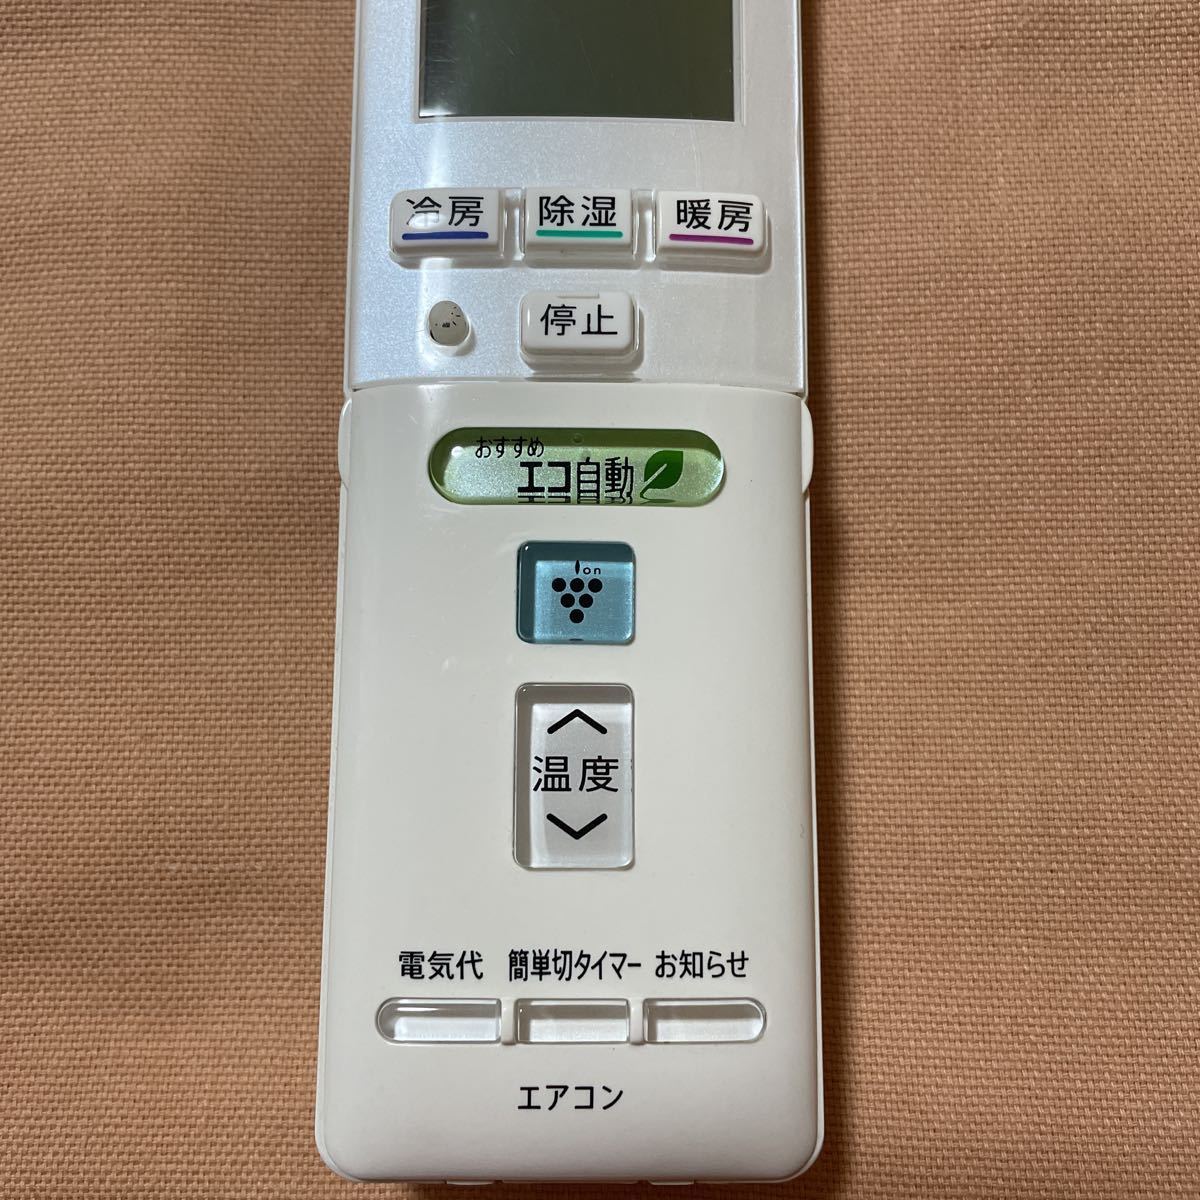 冷房 除湿 暖房
停止
おすすめ
エコ自動
ion
温度
電気代 簡単切タイマー お知らせ
エアコン